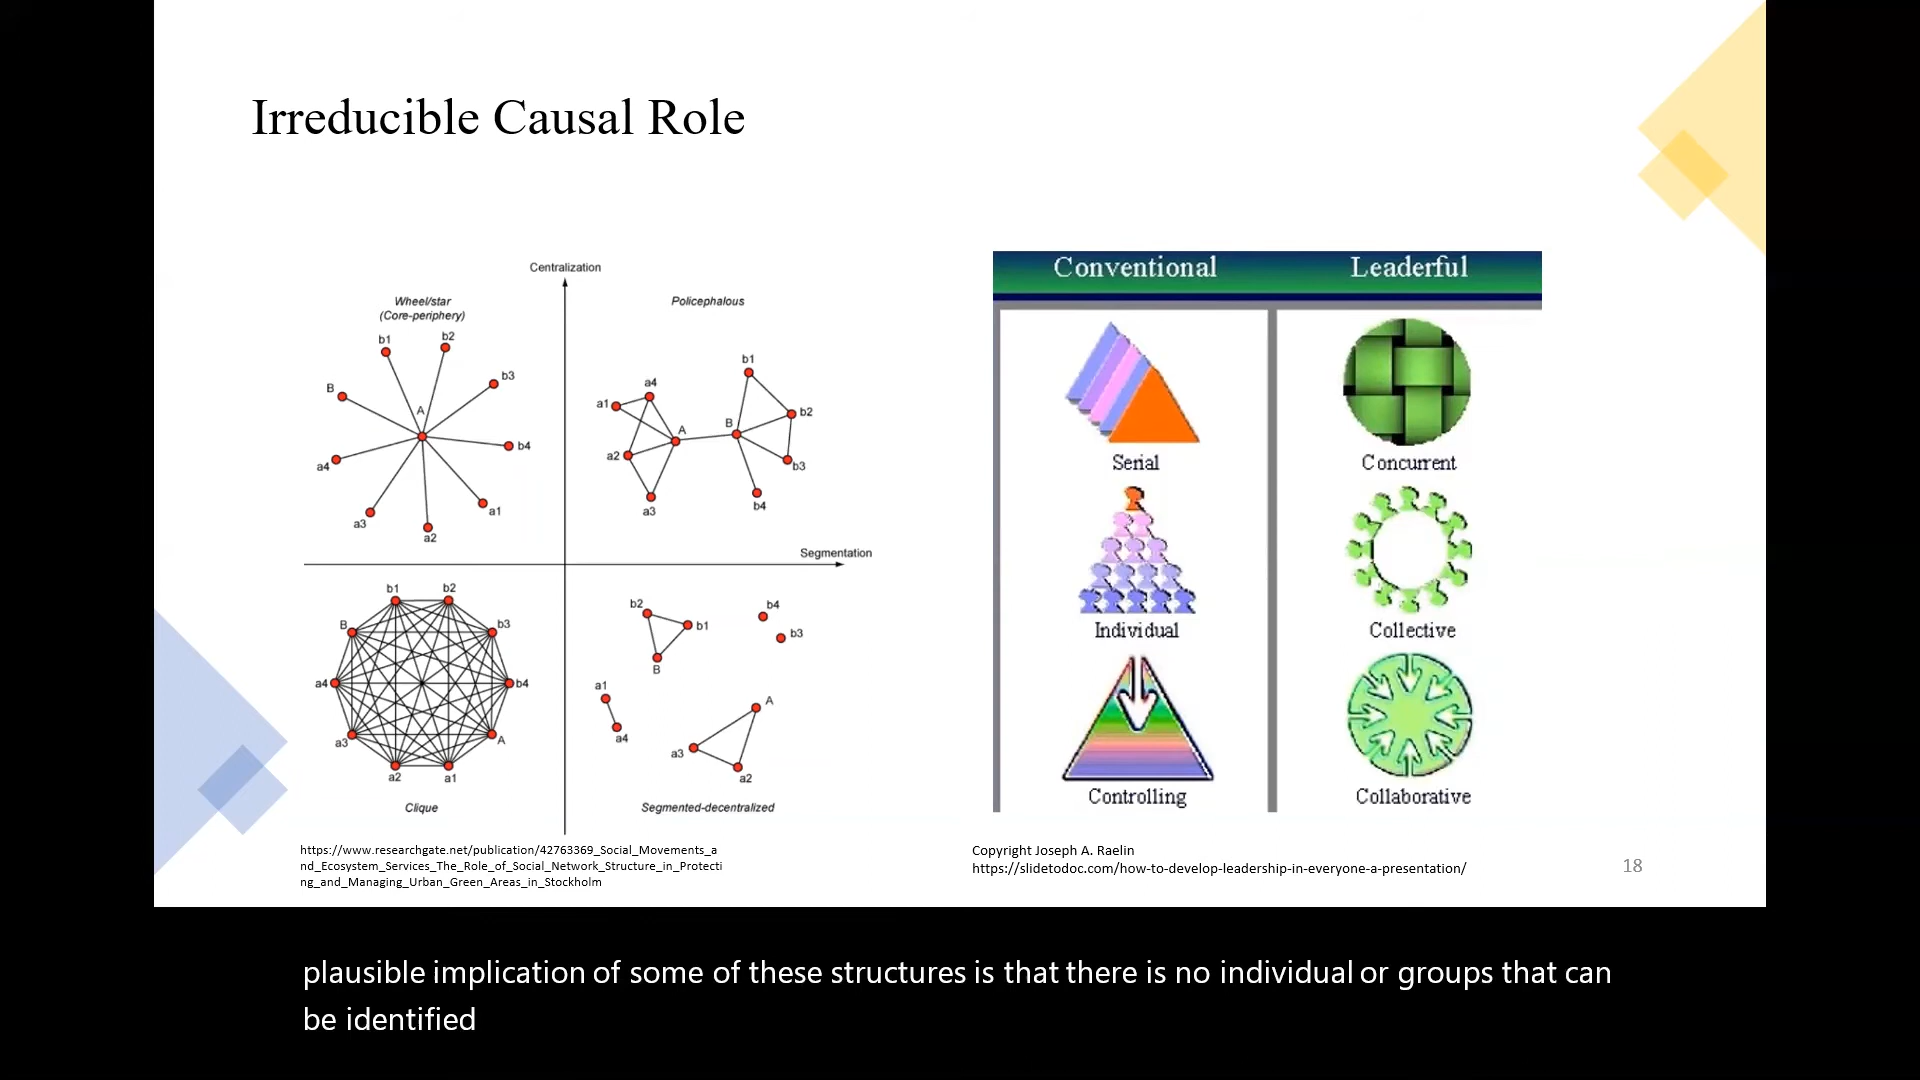 Irreducible Causal Role
Centralization
Wheel/star
(Core-periphery)
b1
b2
b3
B
A
b4
a4
a1
a3
a2
Policephalous
b1
a4
a1
b2
A
B
a2
b3
a3
b4
Segmentation
b1
b2
B
b3
a4
b4
a3
A
a2
a1
Clique
b2
b4
b1
b3
B
a1
A
a4
a3
a2
Segmented-decentralized
https://www.researchgate.net/publication/42763369_Social_Movements_a
nd_Ecosystem_Services_The_Role_of_Social_Network_Structure_in_Protecti
ng_and_Managing_Urban_Green_Areas_in_Stockholm
Conventional
Leaderful
Serial
Concurrent
Individual
Collective
Controlling
Collaborative
Copyright Joseph A. Raelin
https://slidetodoc.com/how-to-develop-leadership-in-everyone-a-presentation/
18
plausible implication of some of these structures is that there is no individual or groups that can
be identified